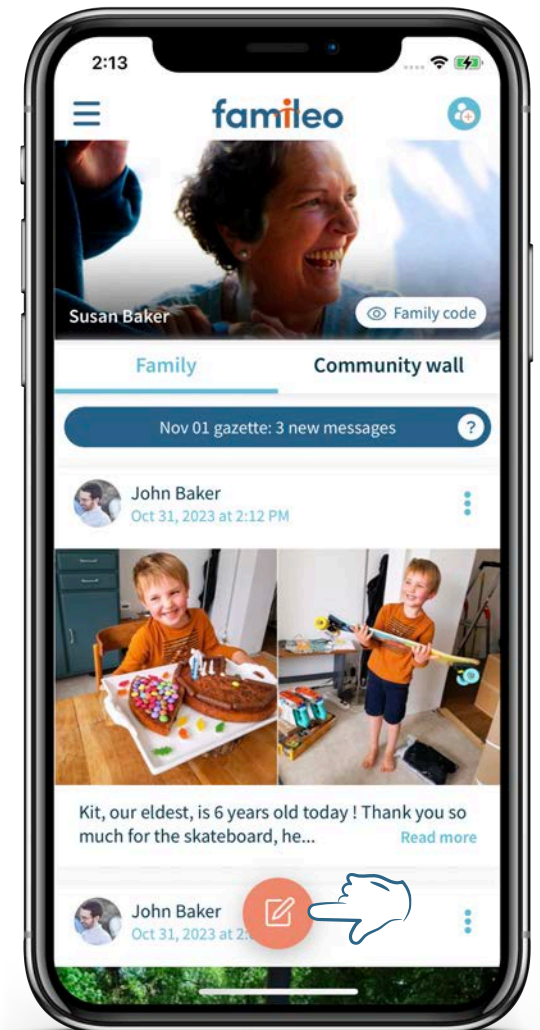 2:13
famileo
Susan Baker
Family code
Family
Community wall
Nov 01 gazette: 3 new messages
?
John Baker
Oct 31, 2023 at 2:12 PM
Kit, our eldest, is 6 years old today ! Thank you so
much for the skateboard, he...
Read more
John Baker
Oct 31, 2023 at 2: